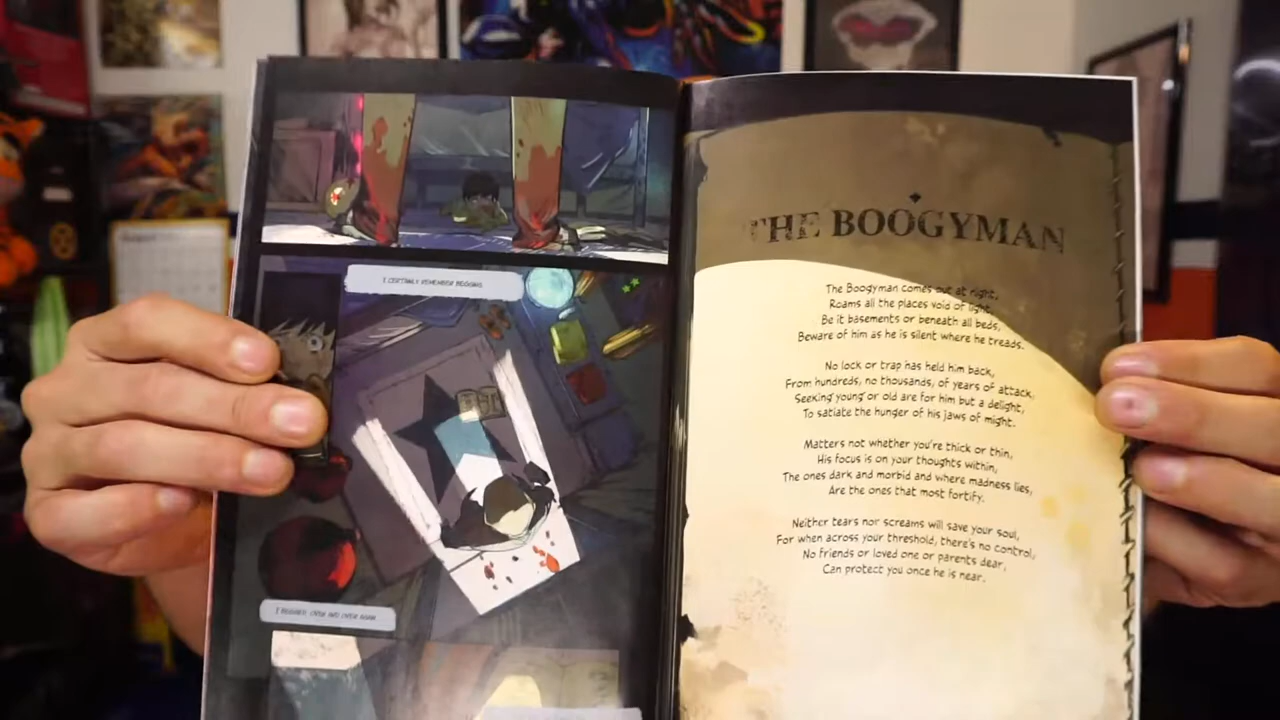 I CERTAINLY REMEMBER BEGGING.
I BEGGED OVER AND OVER AGAIN
THE BOOGYMAN
The Boogyman comes out at night,
Roams all the places void of light,
Be it basements or beneath all beds,
Beware of him as he is silent where he treads.
No lock or trap has held him back,
From hundreds, no thousands, of years of attack,
Seeking young or old are for him but a delight,
To satiate the hunger of his jaws of might.
Matters not whether you're thick or thin,
His focus is on your thoughts within,
The ones dark and morbid and where madness lies,
Are the ones that most fortify.
Neither tears nor screams will save your soul,
For when across your threshold, there's no control,
No friends or loved one or parents dear,
Can protect you once he is near.